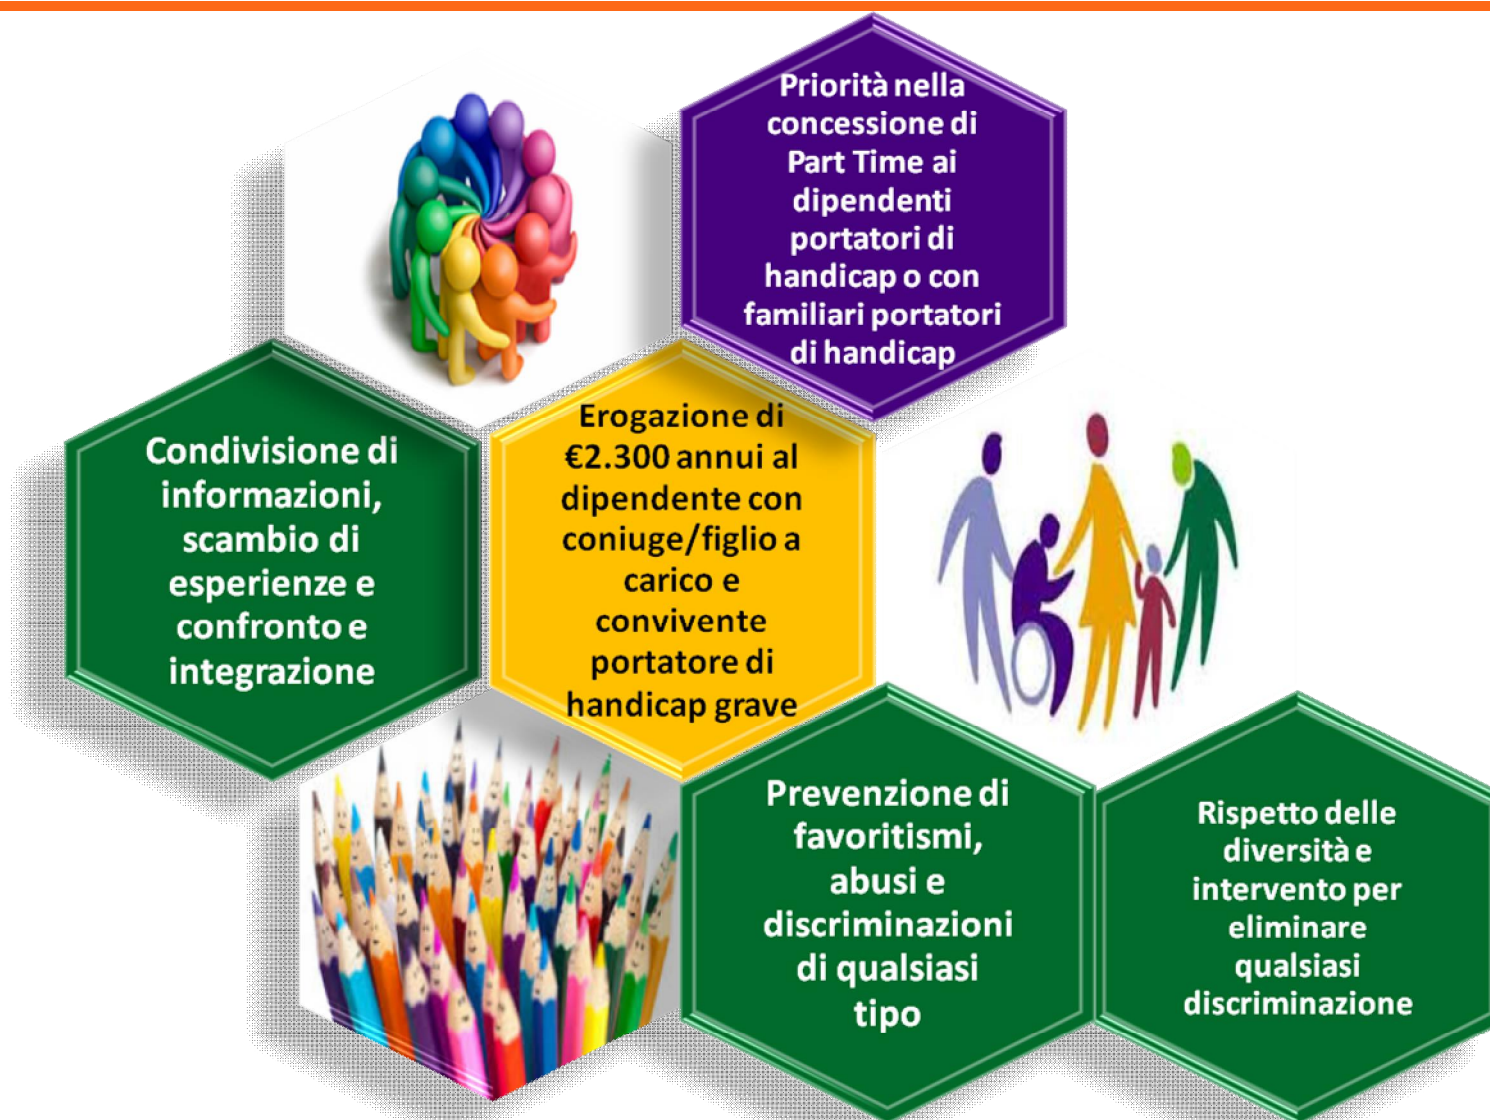 Priorità nella
concessione di
Part Time ai
dipendenti
portatori di
handicap o con
familiari portatori
di handicap
Condivisione di
informazioni,
scambio di
esperienze e
confronto e
integrazione
Erogazione di
€2.300 annui al
dipendente con
coniuge/figlio a
carico e
convivente
portatore di
handicap grave
Prevenzione di
favoritismi,
abusi e
discriminazioni
di qualsiasi
tipo
Rispetto delle
diversità e
intervento per
eliminare
qualsiasi
discriminazione